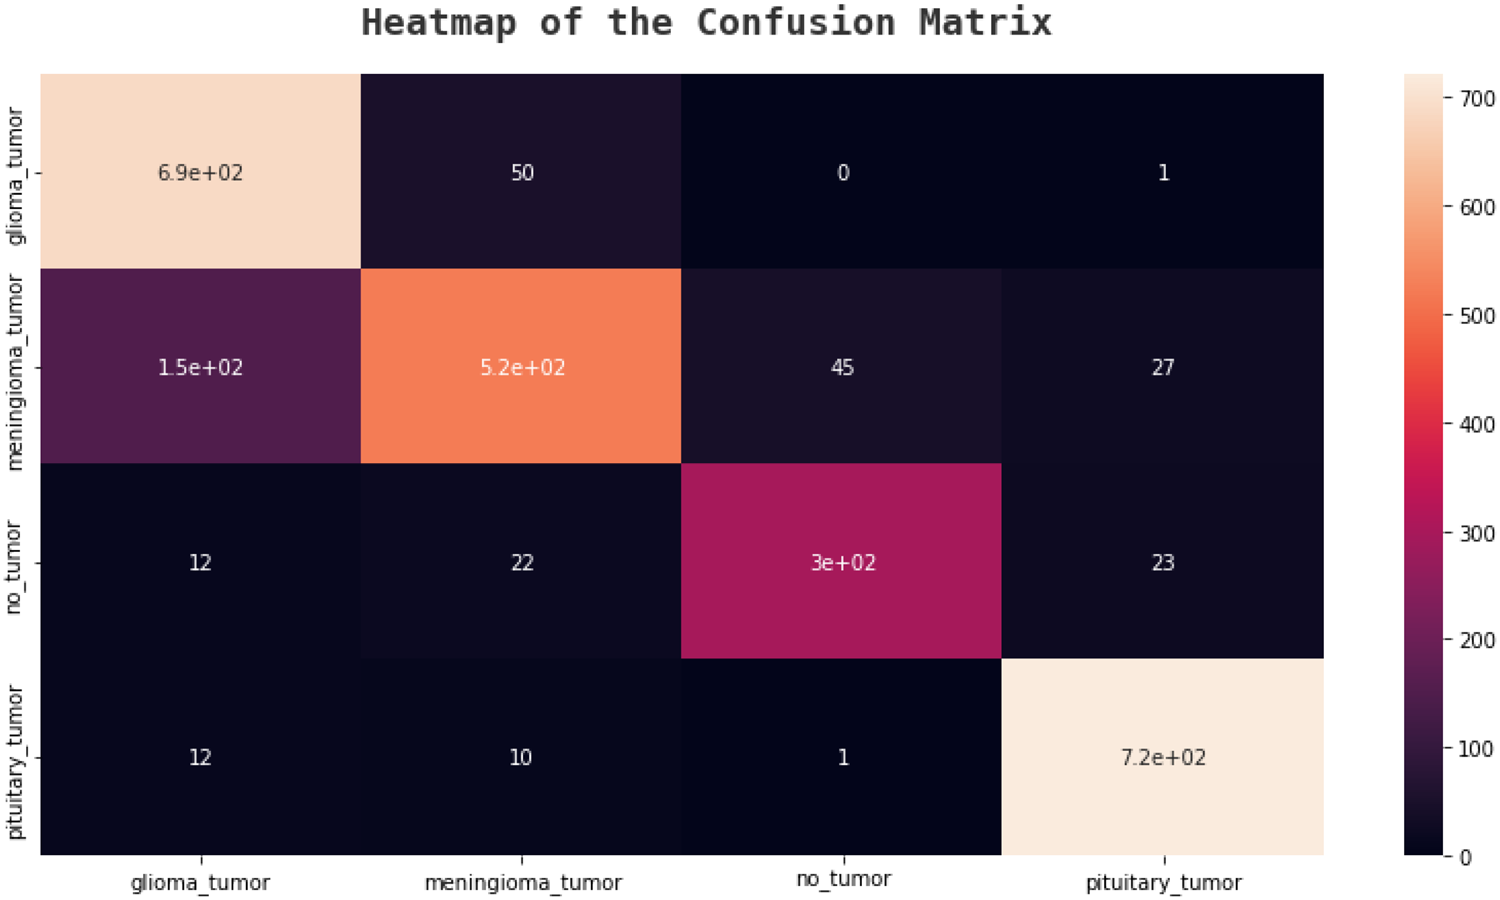 Heatmap of the Confusion Matrix
glioma_tumor
6.9e+02 50 0 1
meningioma_tumor
1.5e+02 5.2e+02 45 27
no_tumor
12 22 3e+02 23
pituitary_tumor
12 10 1 7.2e+02
glioma_tumor meningioma_tumor no_tumor pituitary_tumor
700
600
500
400
300
200
100
0